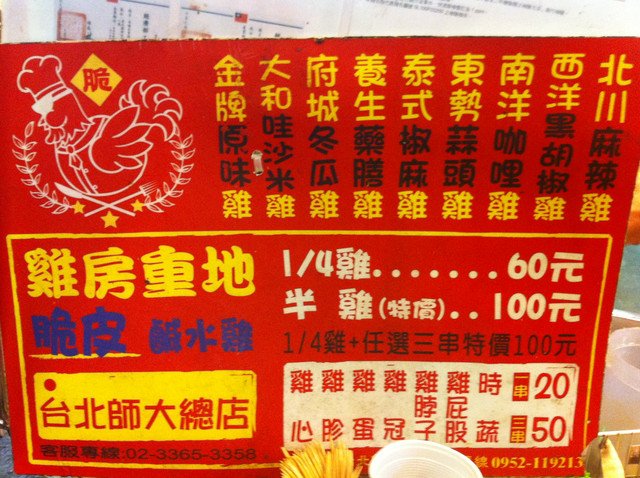 脆
金牌原味雞
大和哇沙米雞
府城冬瓜雞
養生藥膳雞
泰式椒麻雞
東勢蒜頭雞
南洋咖哩雞
西洋黑胡椒雞
北川麻辣雞
雞房重地
脆皮 鹹水雞
台北師大總店
客服專線:02-3365-3358
1/4雞.......60元
半 雞(特價)..100元
1/4雞+任選三串特價100元
雞心
雞胗
雞蛋
雞冠
雞脖子
雞屁股
時蔬
一串20
三串50
0952-119213